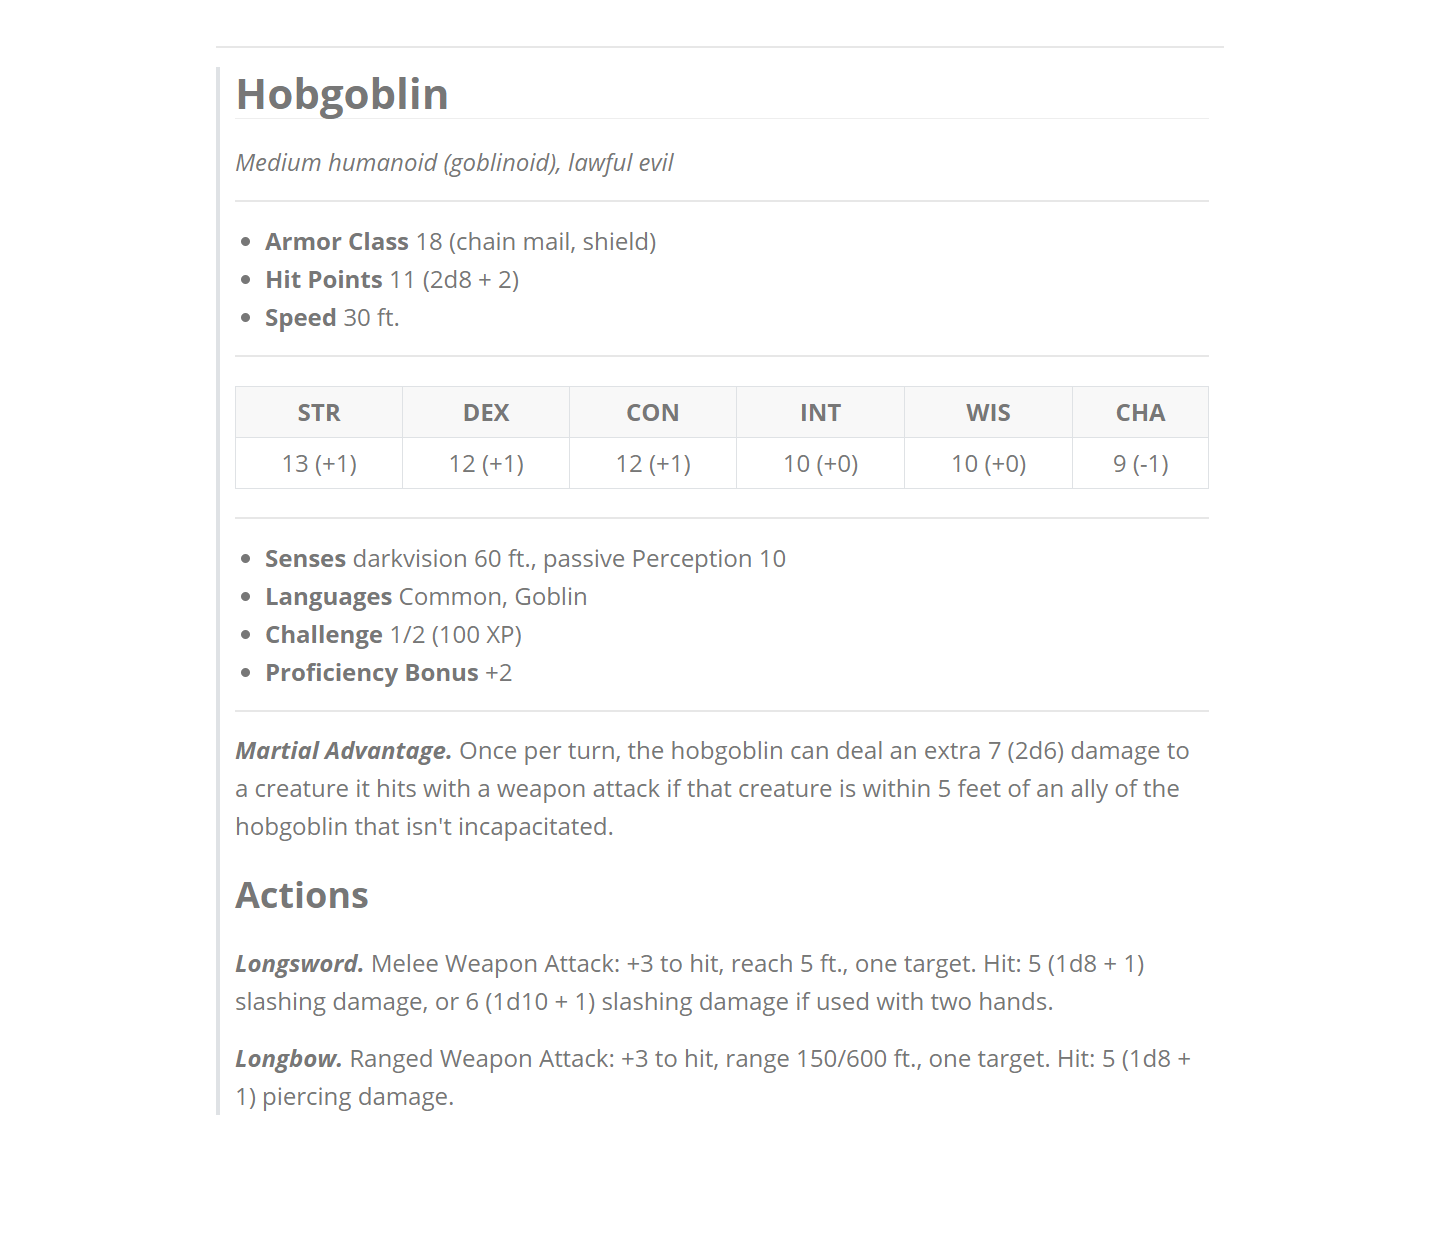 Hobgoblin
Medium humanoid (goblinoid), lawful evil
Armor Class 18 (chain mail, shield)
Hit Points 11 (2d8 + 2)
Speed 30 ft.
STR DEX CON INT WIS CHA
13 (+1) 12 (+1) 12 (+1) 10 (+0) 10 (+0) 9 (-1)
Senses darkvision 60 ft., passive Perception 10
Languages Common, Goblin
Challenge 1/2 (100 XP)
Proficiency Bonus +2
Martial Advantage. Once per turn, the hobgoblin can deal an extra 7 (2d6) damage to
a creature it hits with a weapon attack if that creature is within 5 feet of an ally of the
hobgoblin that isn't incapacitated.
Actions
Longsword. Melee Weapon Attack: +3 to hit, reach 5 ft., one target. Hit: 5 (1d8 + 1)
slashing damage, or 6 (1d10 + 1) slashing damage if used with two hands.
Longbow. Ranged Weapon Attack: +3 to hit, range 150/600 ft., one target. Hit: 5 (1d8 +
1) piercing damage.